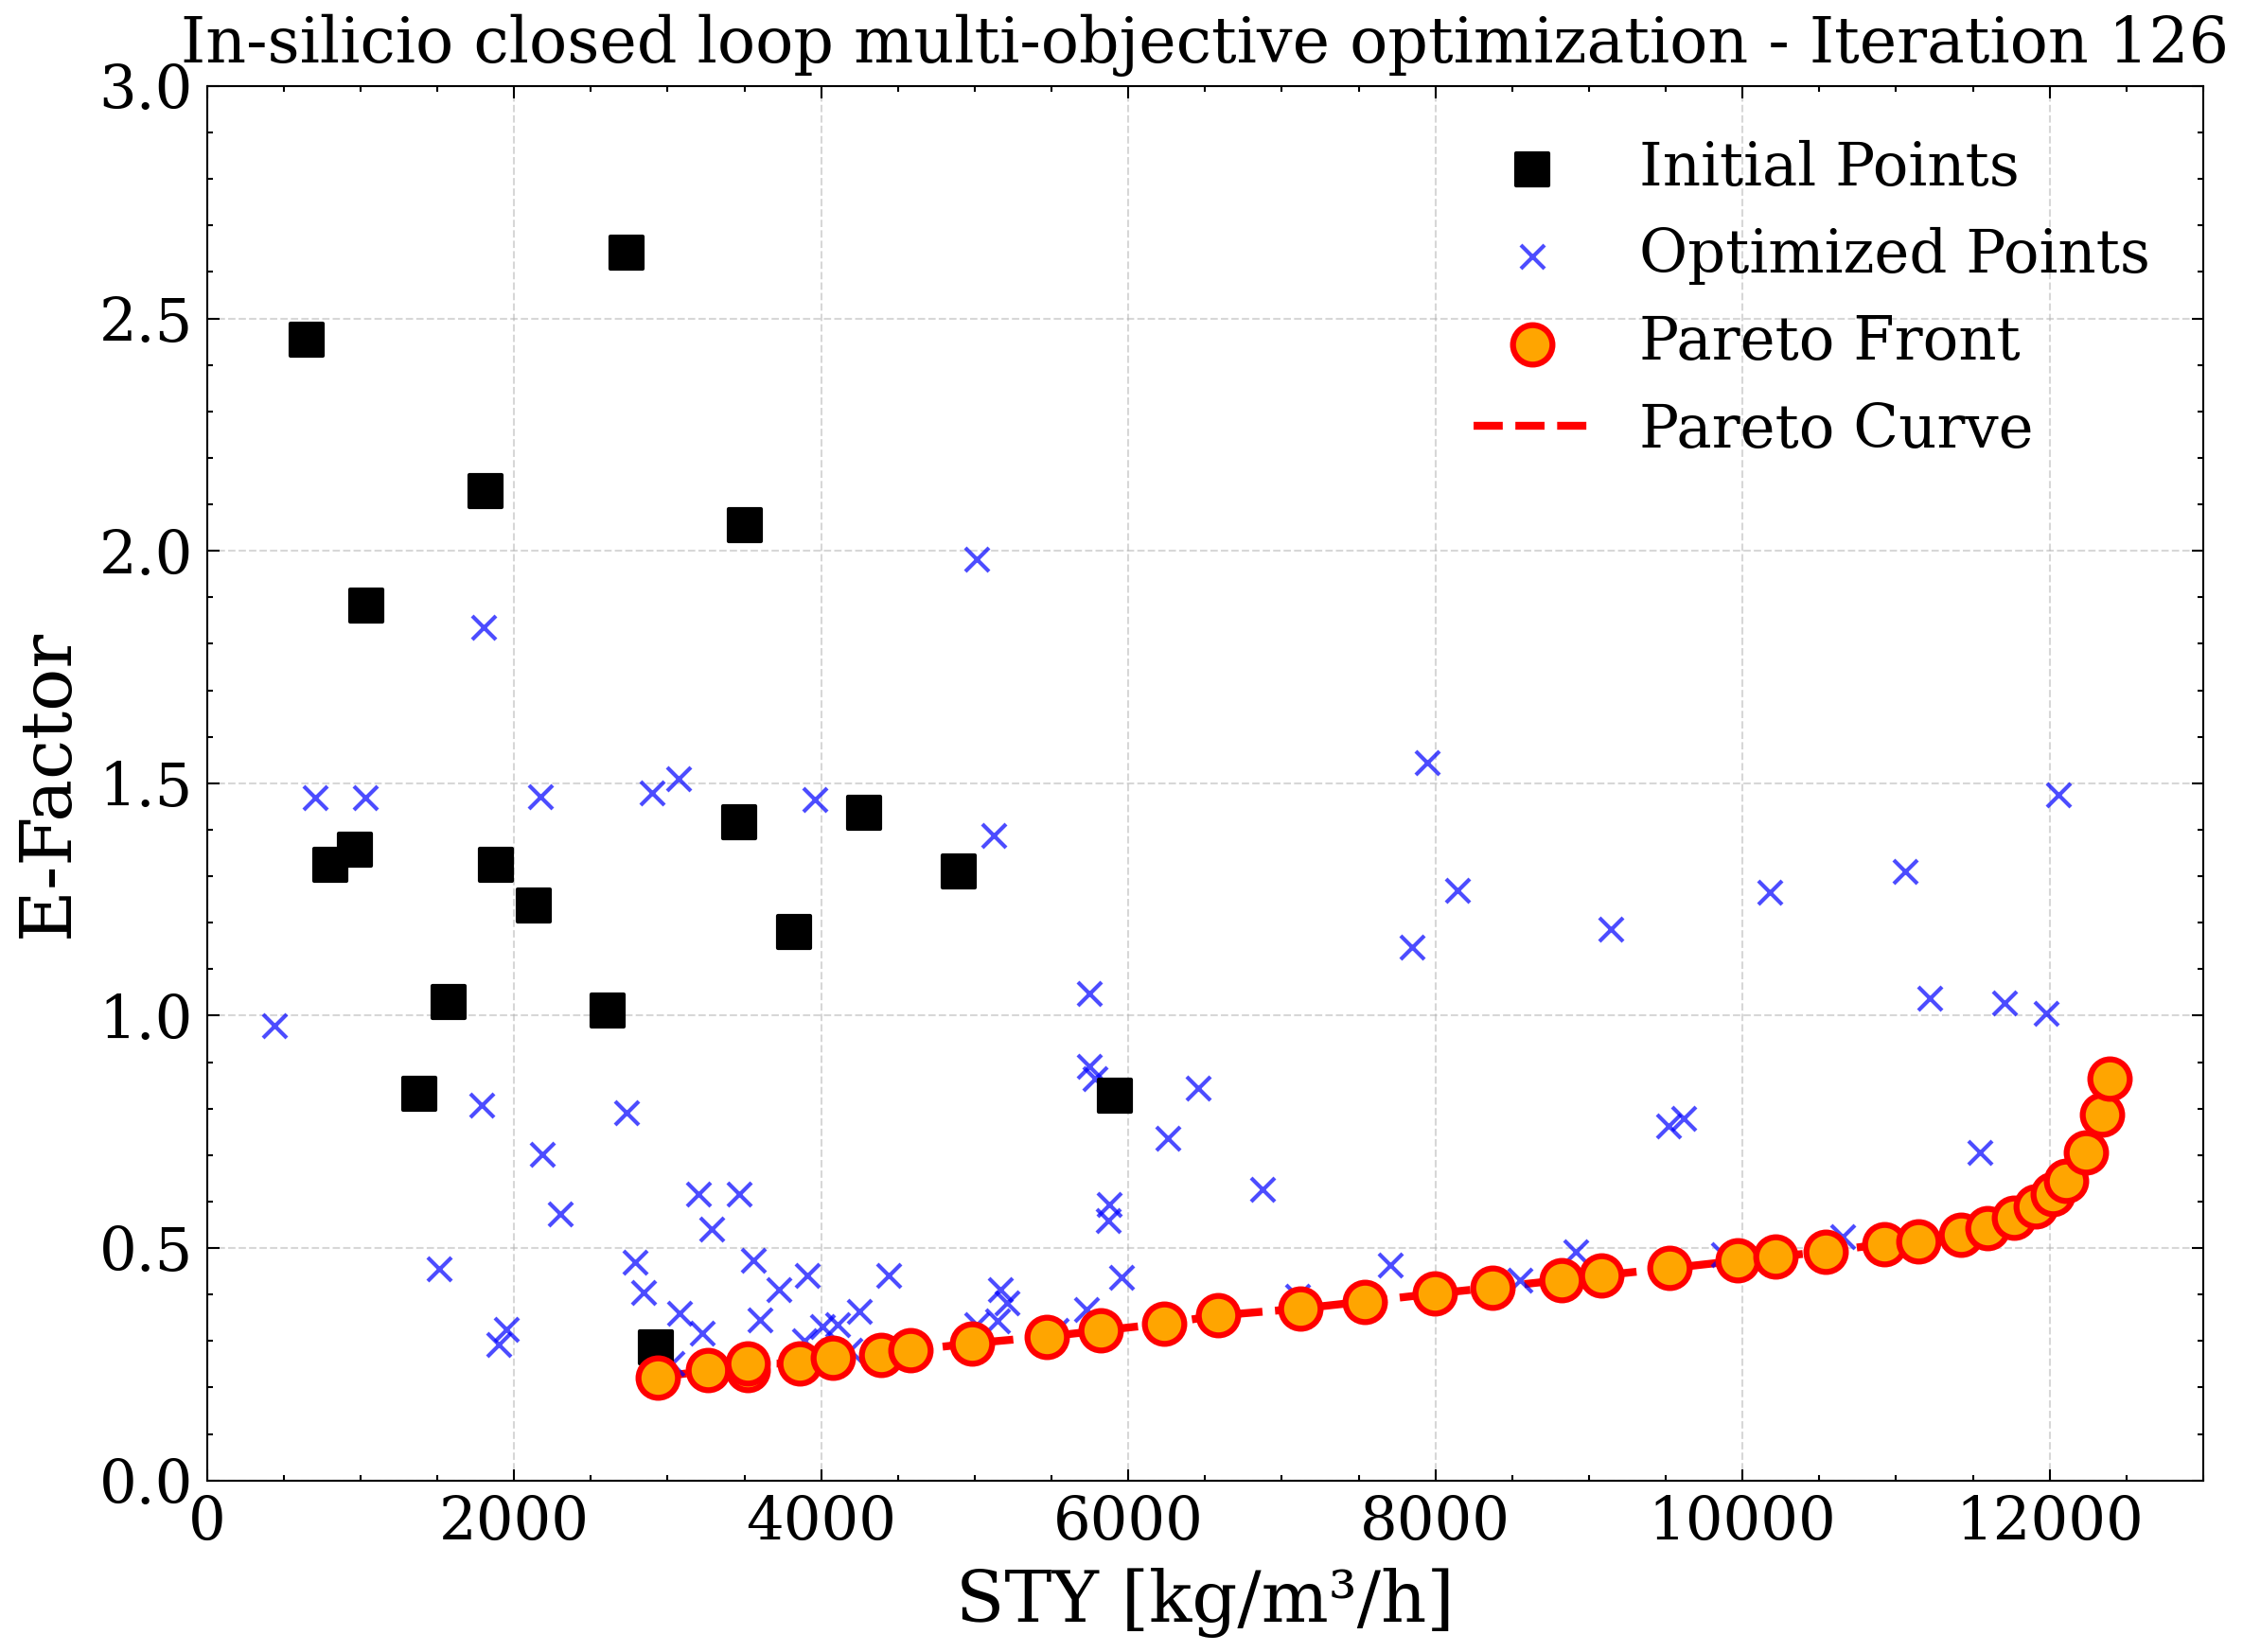 In-silicio closed loop multi-objective optimization - Iteration 126
3.0
2.5
2.0
1.5
1.0
0.5
0.0
E-Factor
Initial Points
Optimized Points
Pareto Front
Pareto Curve
0 2000 4000 6000 8000 10000 12000
STY [kg/m³/h]